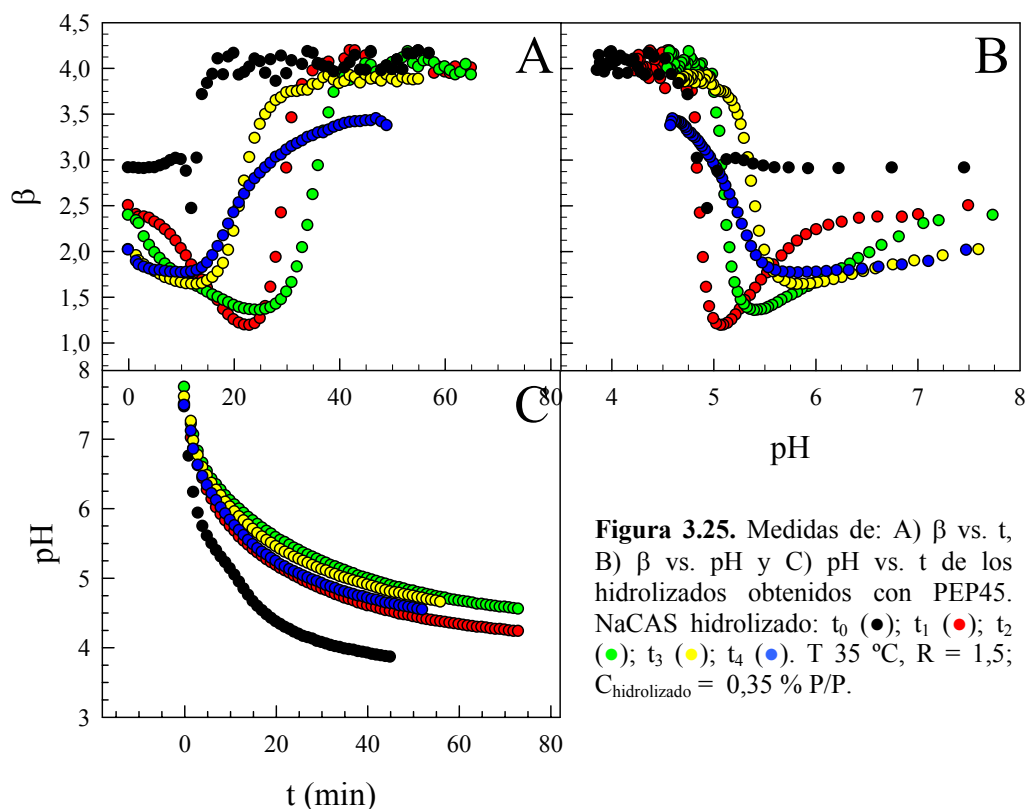 4,5
4,0
3,5
3,0
2,5
2,0
1,5
1,0
β
A
0 20 40 60 80
B
4 5 6 7 8
pH
8
7
6
5
4
3
pH
C
0 20 40 60 80
t (min)
Figura 3.25. Medidas de: A) β vs. t,
B) β vs. pH y C) pH vs. t de los
hidrolizados obtenidos con PEP45.
NaCAS hidrolizado: t0 (●); t1 (●); t2
(●); t3 (●); t4 (●). T 35 ºC, R = 1,5;
Chidrolizado = 0,35 % P/P.